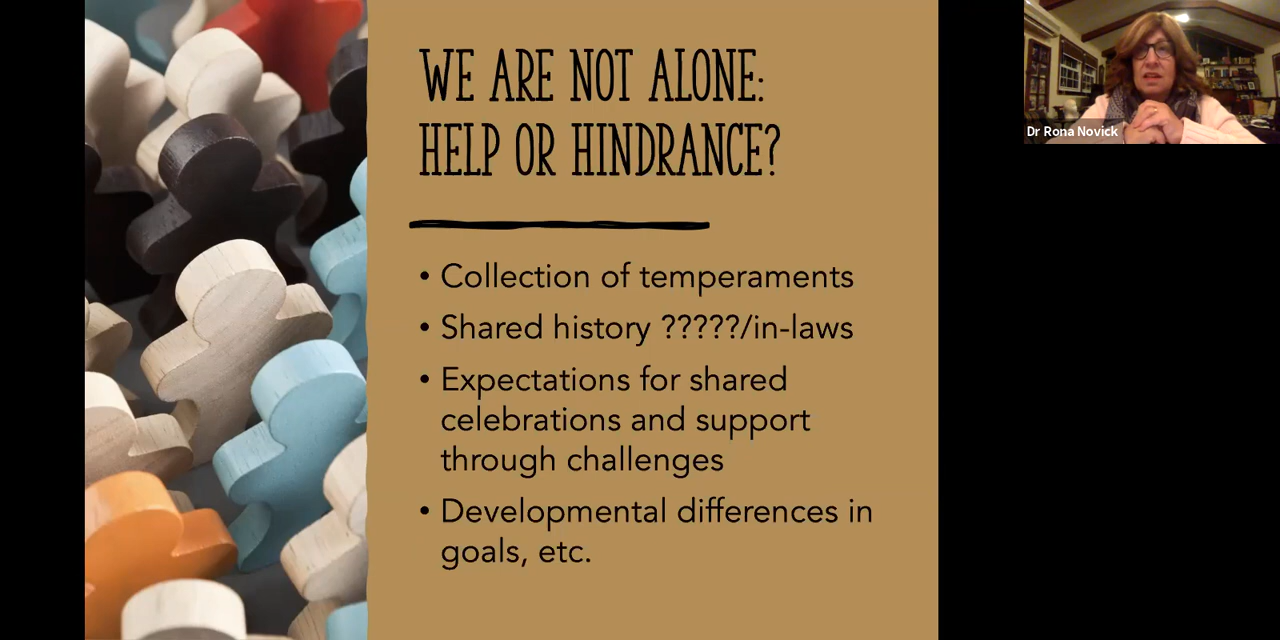 WE ARE NOT ALONE:
HELP OR HINDRANCE?
• Collection of temperaments
• Shared history ?????/in-laws
• Expectations for shared
celebrations and support
through challenges
• Developmental differences in
goals, etc.
Dr Rona Novick